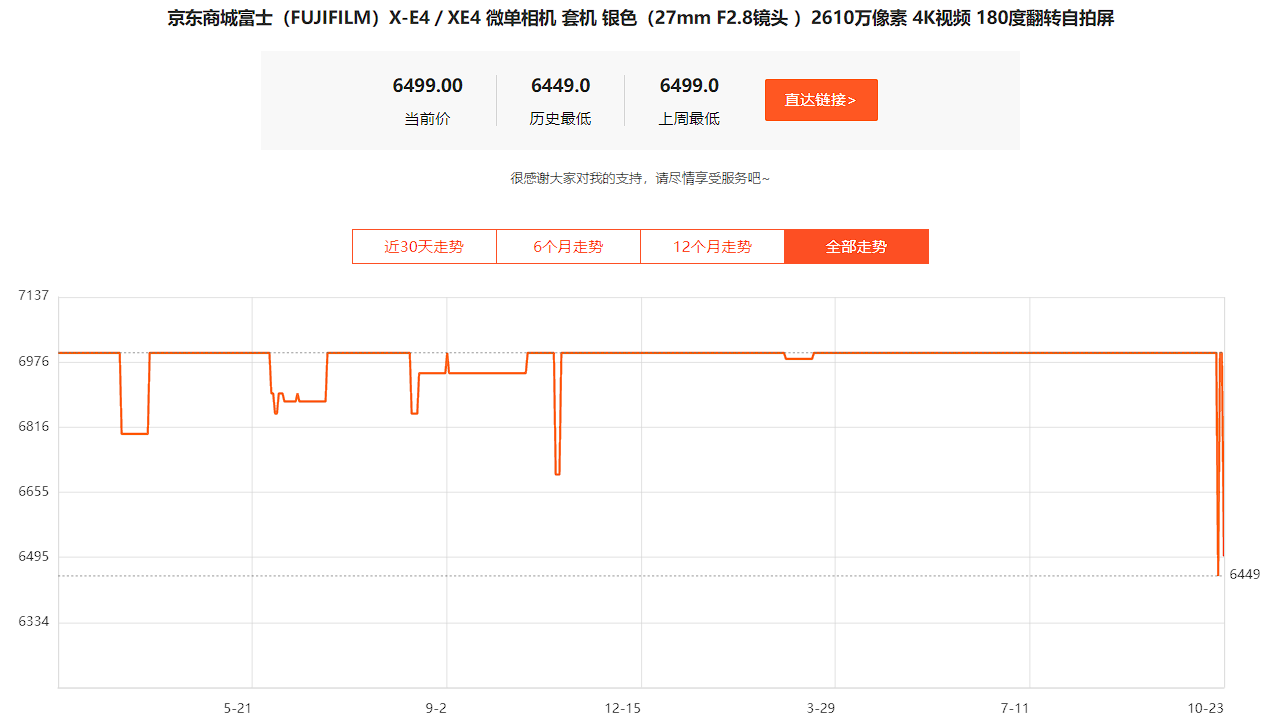 京东商城富士（FUJIFILM）X-E4 / XE4 微单相机 套机 银色（27mm F2.8镜头 ）2610万像素 4K视频 180度翻转自拍屏
6499.00 6449.0 6499.0 直达链接>
当前价 历史最低 上周最低
很感谢大家对我的支持，请尽情享受服务吧~
近30天走势 6个月走势 12个月走势 全部走势
7137
6976
6816
6655
6495
6449
6334
5-21 9-2 12-15 3-29 7-11 10-23